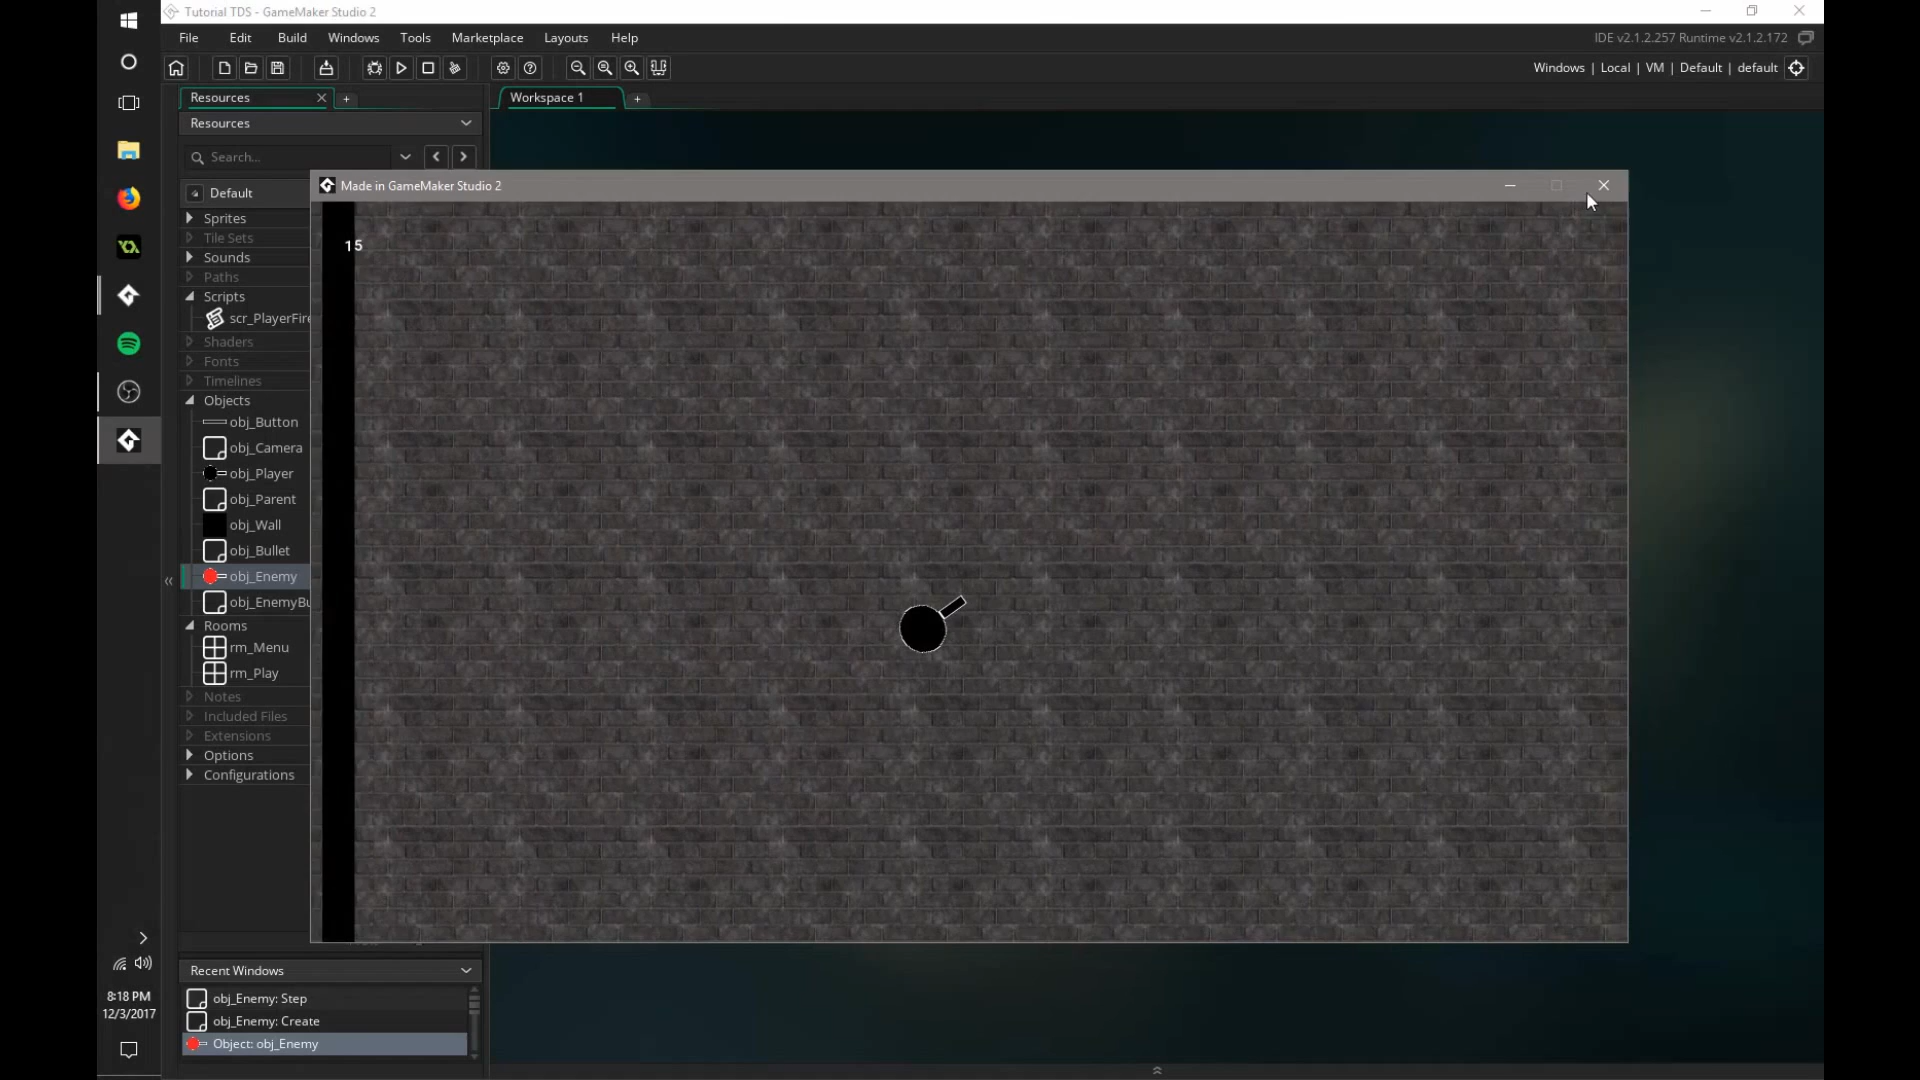 Tutorial TDS - GameMaker Studio 2
File Edit Build Windows Tools Marketplace Layouts Help
IDE v2.1.2.257 Runtime v2.1.2.172
Windows | Local | VM | Default | default
Resources
Workspace 1
Resources
Search...
Made in GameMaker Studio 2
Default
Sprites
Tile Sets
15
Sounds
Paths
Scripts
scr_PlayerFire
Shaders
Fonts
Timelines
Objects
obj_Button
obj_Camera
obj_Player
obj_Parent
obj_Wall
obj_Bullet
obj_Enemy
obj_EnemyBu
Rooms
rm_Menu
rm_Play
Notes
Included Files
Extensions
Options
Configurations
Recent Windows
obj_Enemy: Step
obj_Enemy: Create
Object: obj_Enemy
8:18 PM
12/3/2017